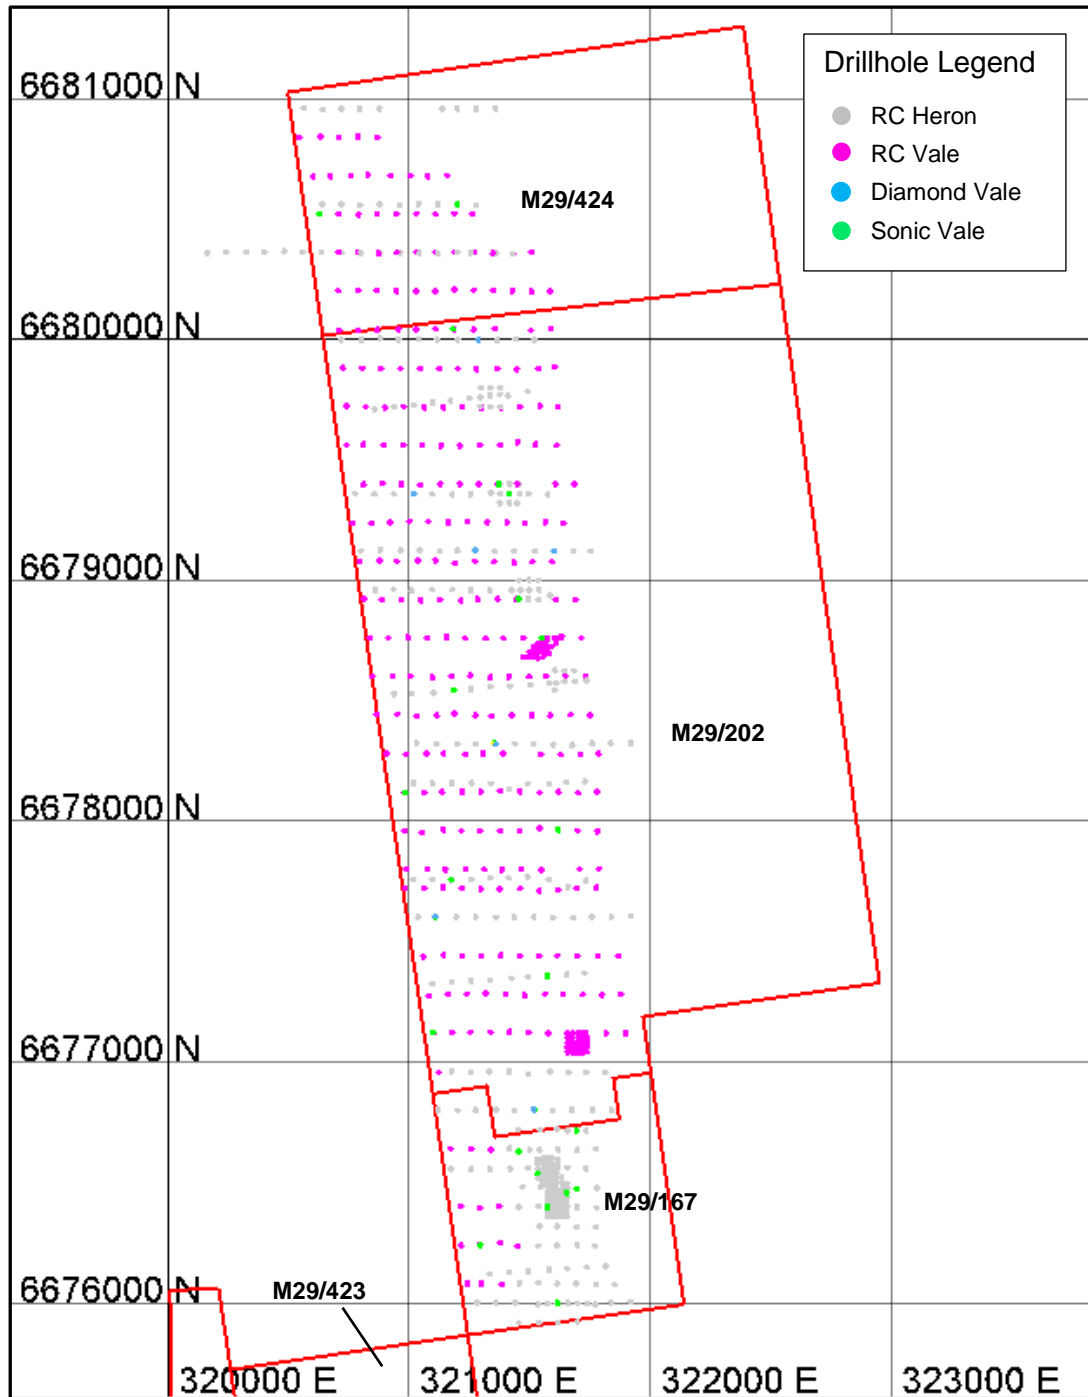 Drillhole Legend
RC Heron
RC Vale
Diamond Vale
Sonic Vale
6681000 N
M29/424
6680000 N
6679000 N
M29/202
6678000 N
6677000 N
M29/167
6676000 N
M29/423
320000 E
321000 E
322000 E
323000 E